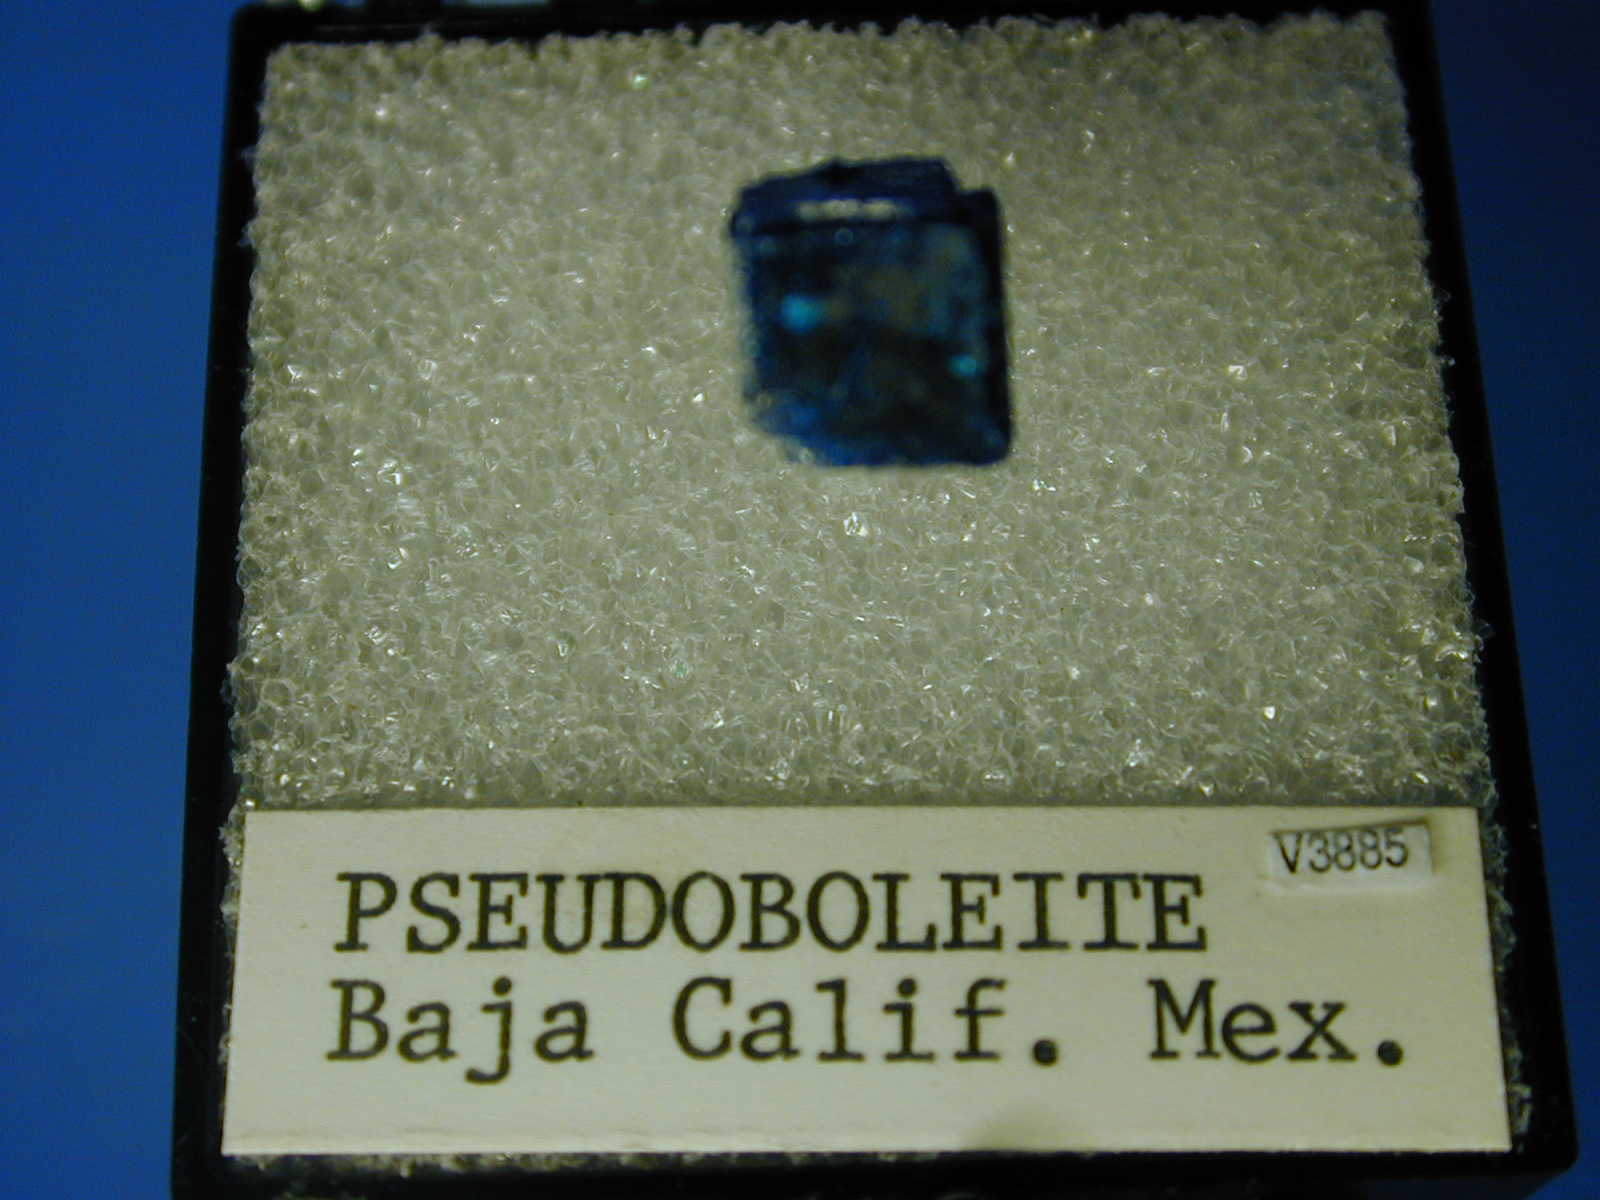 V3885
PSEUDOBOLEITE
Baja Calif. Mex.